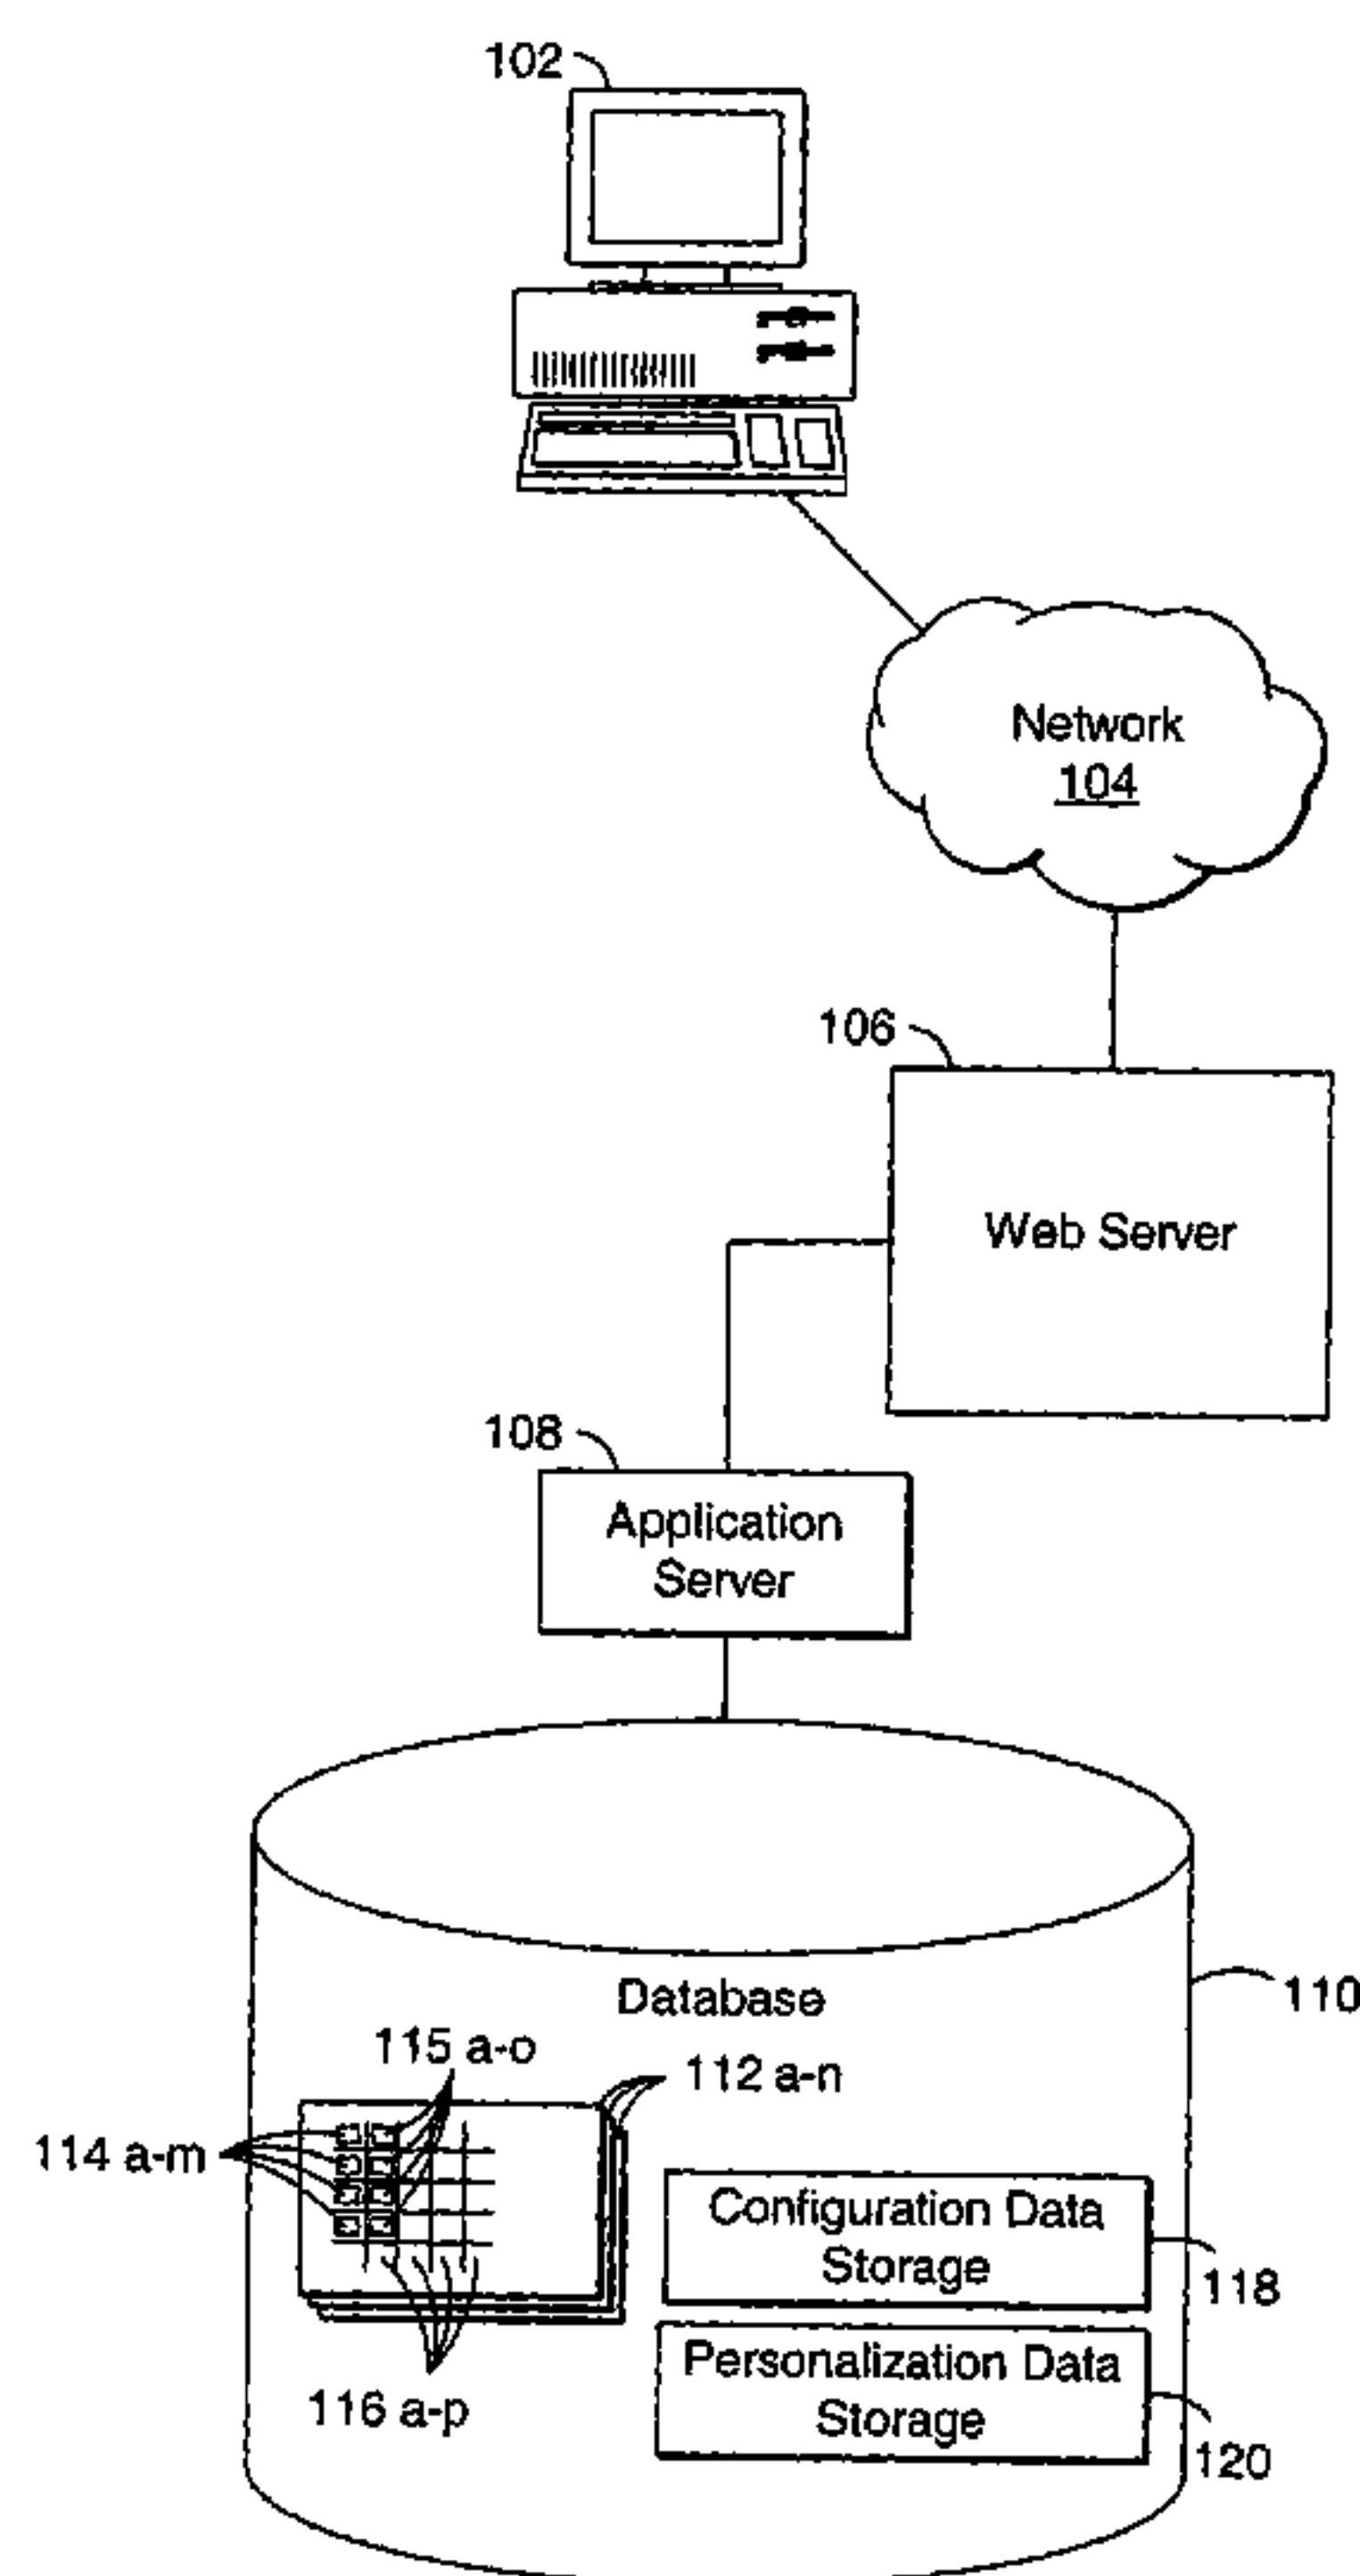 102
Network
104
106
Web Server
108
Application
Server
Database
110
115 a-o
112 a-n
114 a-m
Configuration Data
Storage
118
Personalization Data
Storage
116 a-p
120